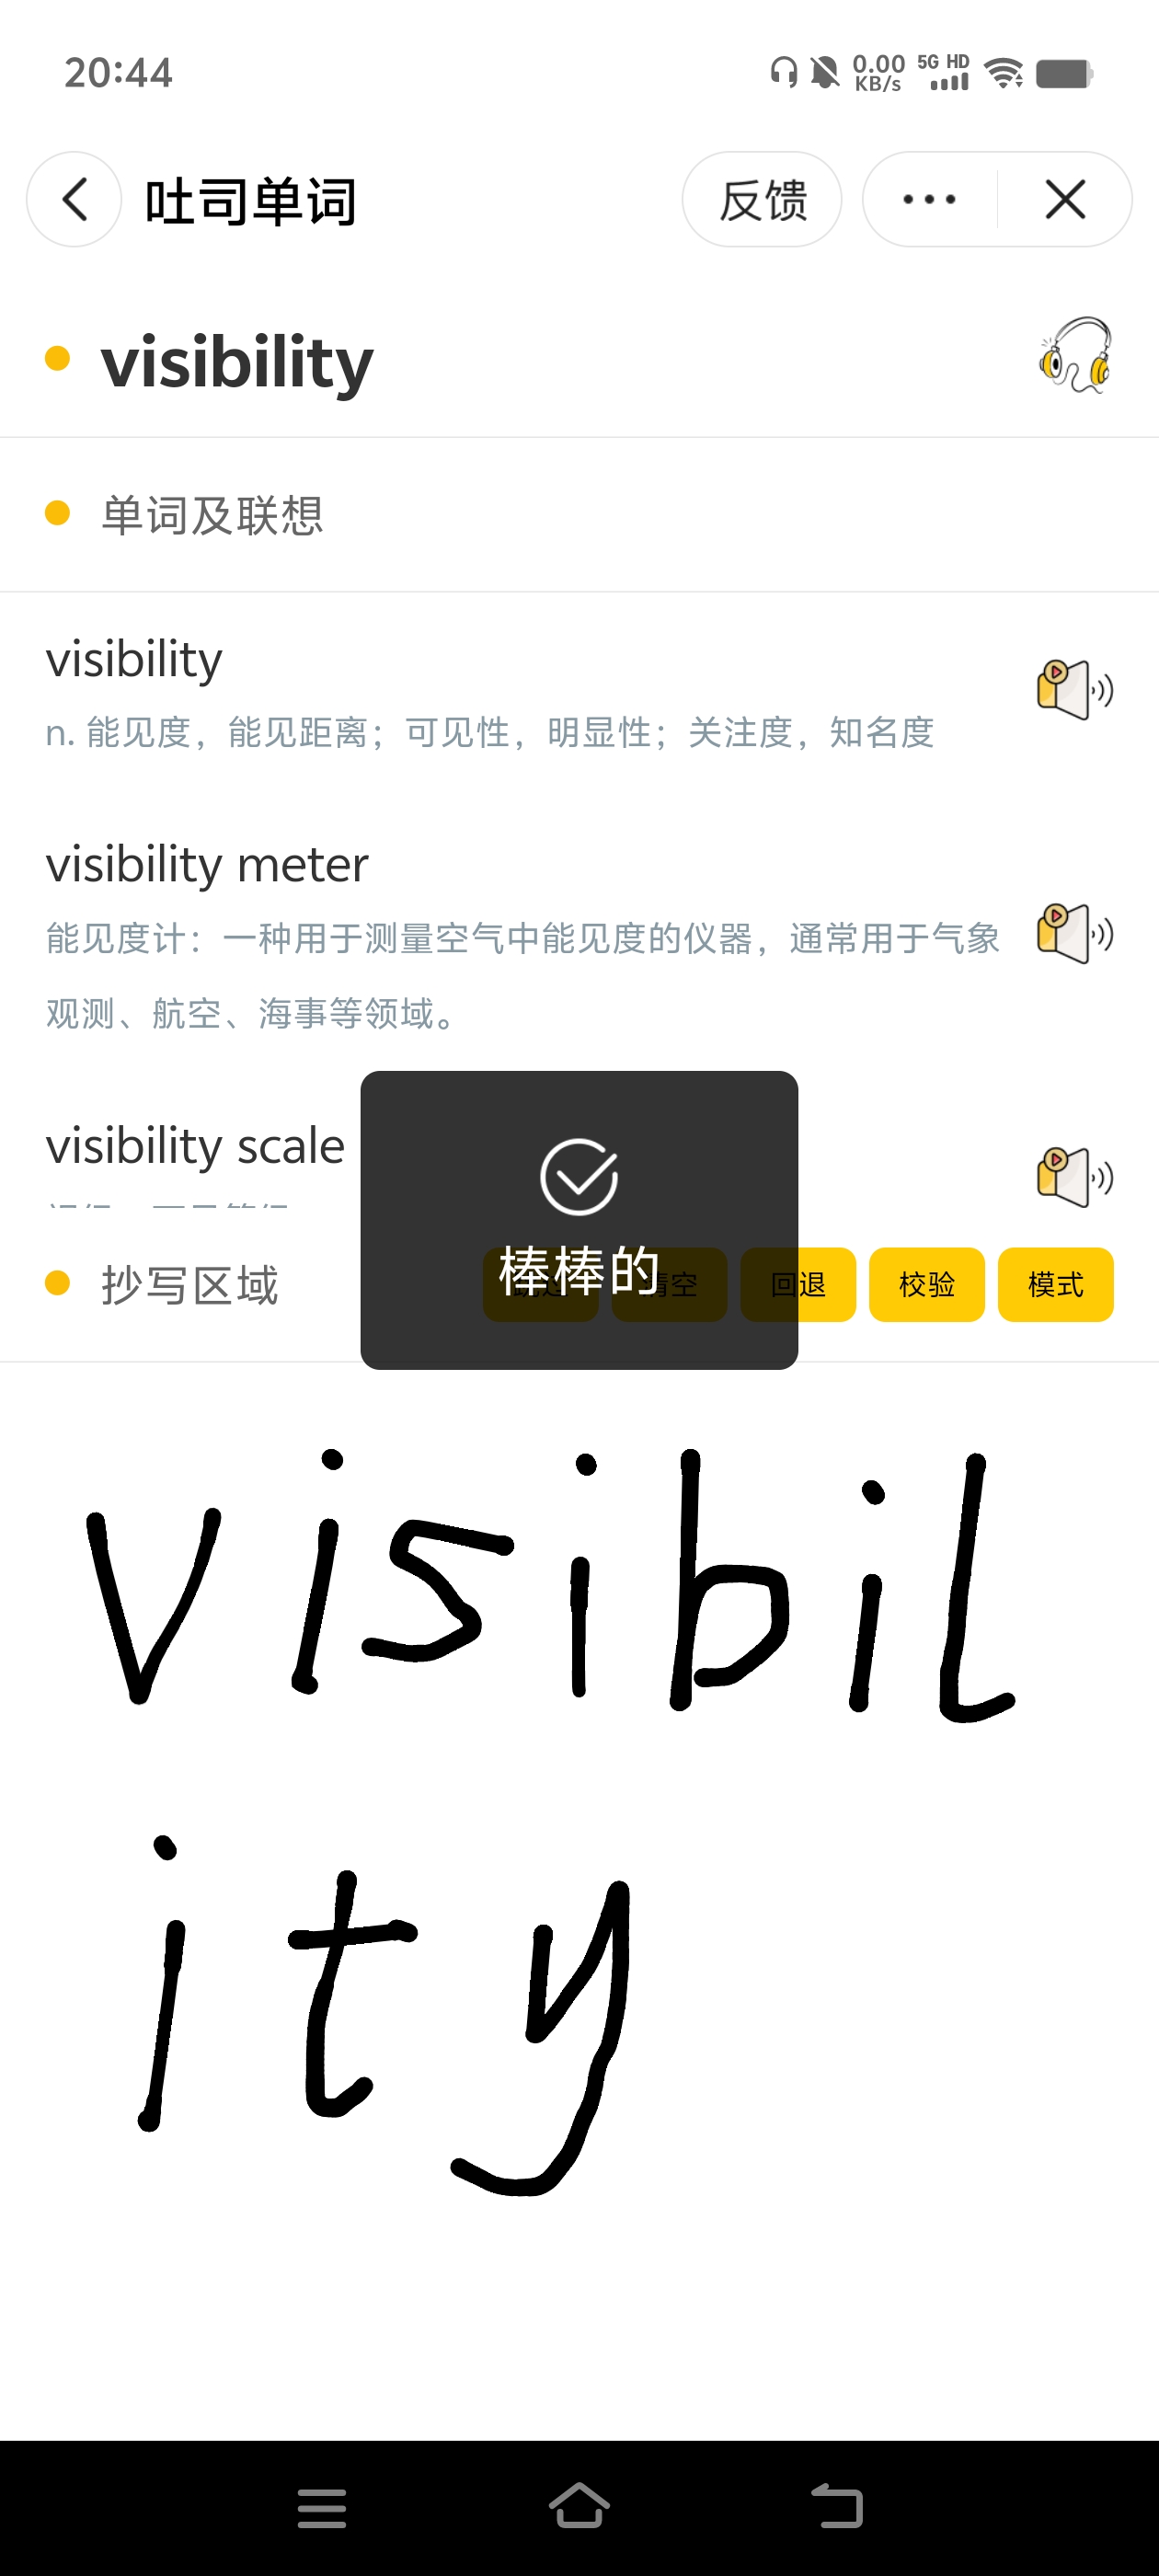 20:44
0.00 KB/s 5G HD
吐司单词 反馈
visibility
单词及联想
visibility
n. 能见度，能见距离；可见性，明显性；关注度，知名度
visibility meter
能见度计：一种用于测量空气中能见度的仪器，通常用于气象
观测、航空、海事等领域。
visibility scale
棒棒的
抄写区域 清空 回退 校验 模式
visibil
ity